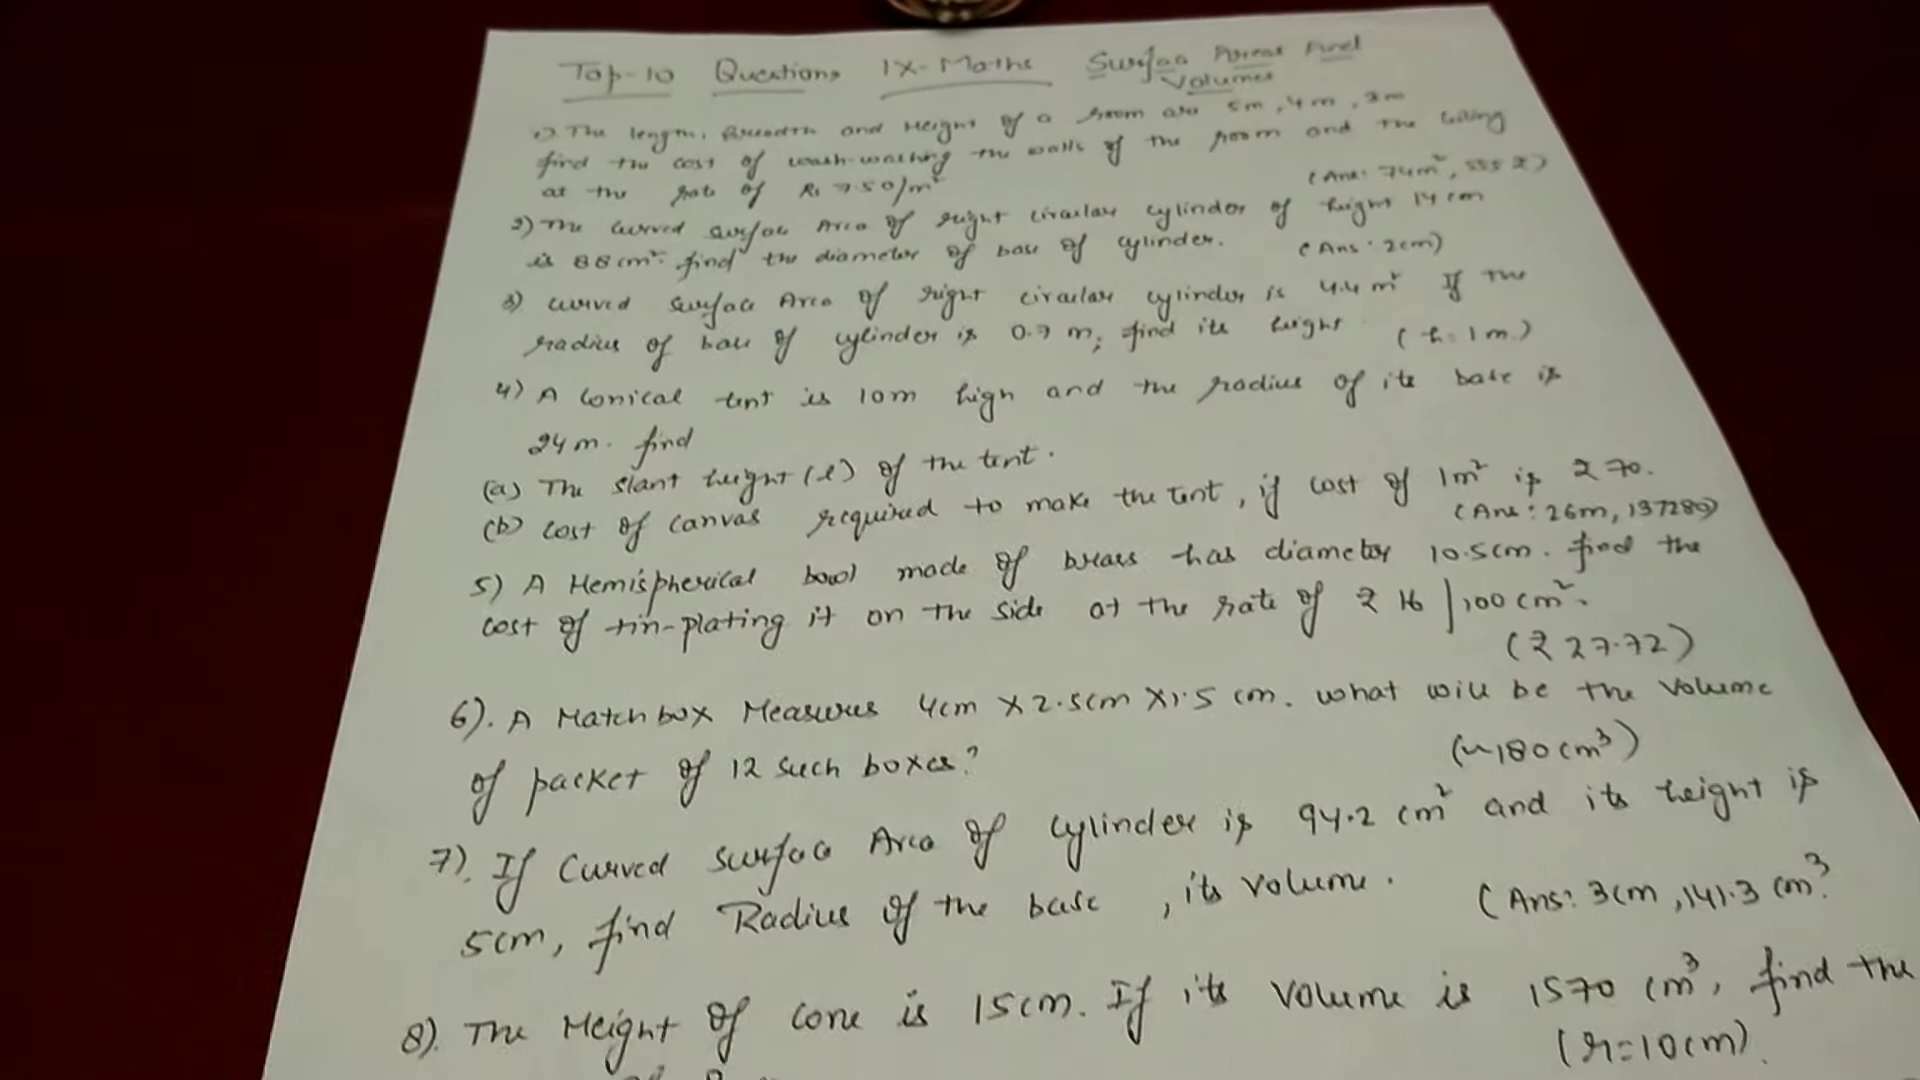 Top-10 Questions IX-Maths Surface Areas And
Volumes
1) The length, Breadth and Height of a room are 5m, 4m, 3m
find the cost of wash-washing the walls of the room and the ceiling
at the rate of Rs 7.50/m²
(Ans: 74m², 555 ₹)
2) The curved surface Area of right circular cylinder of height 14 cm
is 88cm². find the diameter of base of cylinder. (Ans: 2cm)
3) curved surface Area of right circular cylinder is 4.4 m² If the
radius of base of cylinder is 0.7 m; find its height (h=1m)
4) A conical tent is 10m high and the radius of its base is
24m. find
(a) The slant height (l) of the tent.
(b) cost of canvas required to make the tent, if cost of 1m² is ₹ 70.
(Ans: 26m, 137280)
5) A Hemispherical bowl made of brass has diameter 10.5cm. find the
cost of tin-plating it on the side at the rate of ₹ 16 / 100 cm².
(₹ 27.72)
6). A Match box Measures 4cm X 2.5cm X 1.5 cm. what will be the volume
of packet of 12 such boxes?
(~180cm³)
7). If Curved surface Area of cylinder is 94.2 cm² and its height is
5cm, find Radius of the base , its volume.
(Ans: 3cm, 141.3 cm³
8). The Height of cone is 15cm. If its volume is 1570 cm³, find the
(r=10cm).